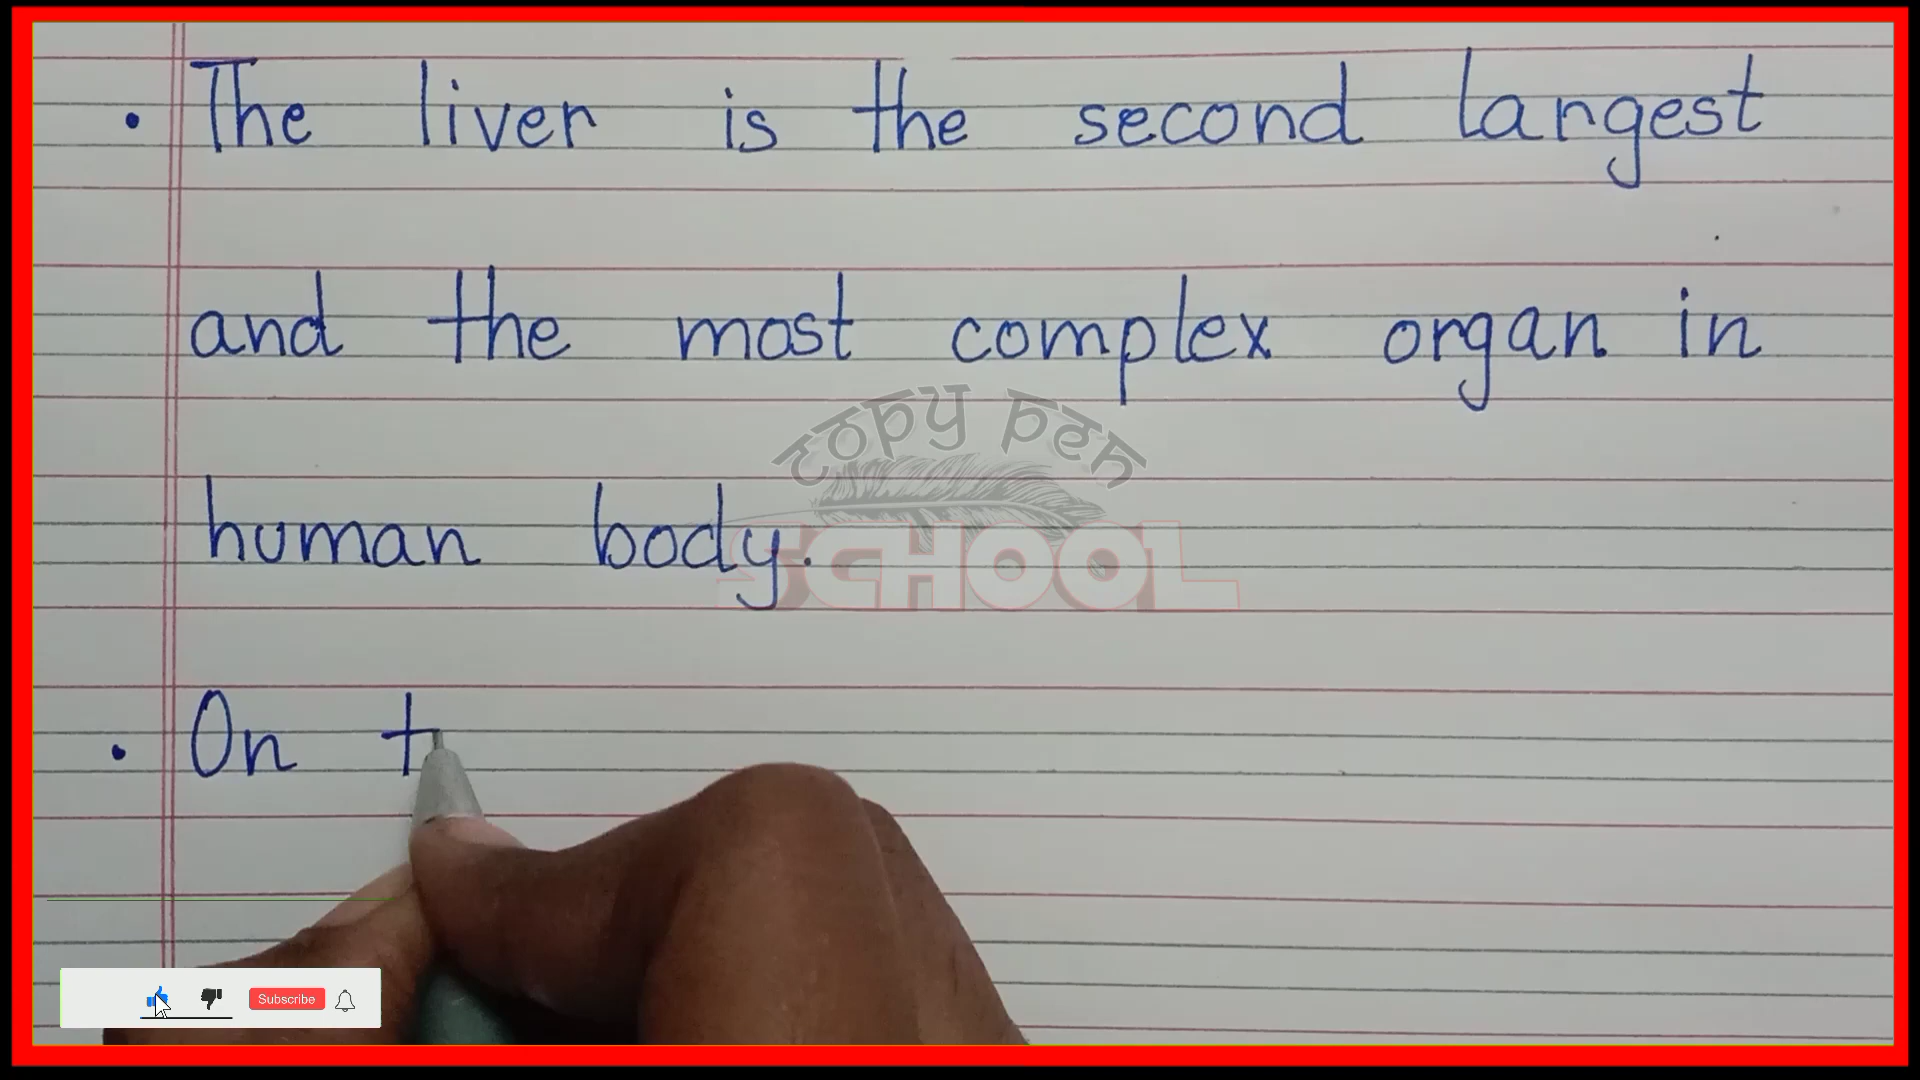 • The liver is the second largest
and the most complex organ in
human body.
copy pen
SCHOOL
• On t
Subscribe